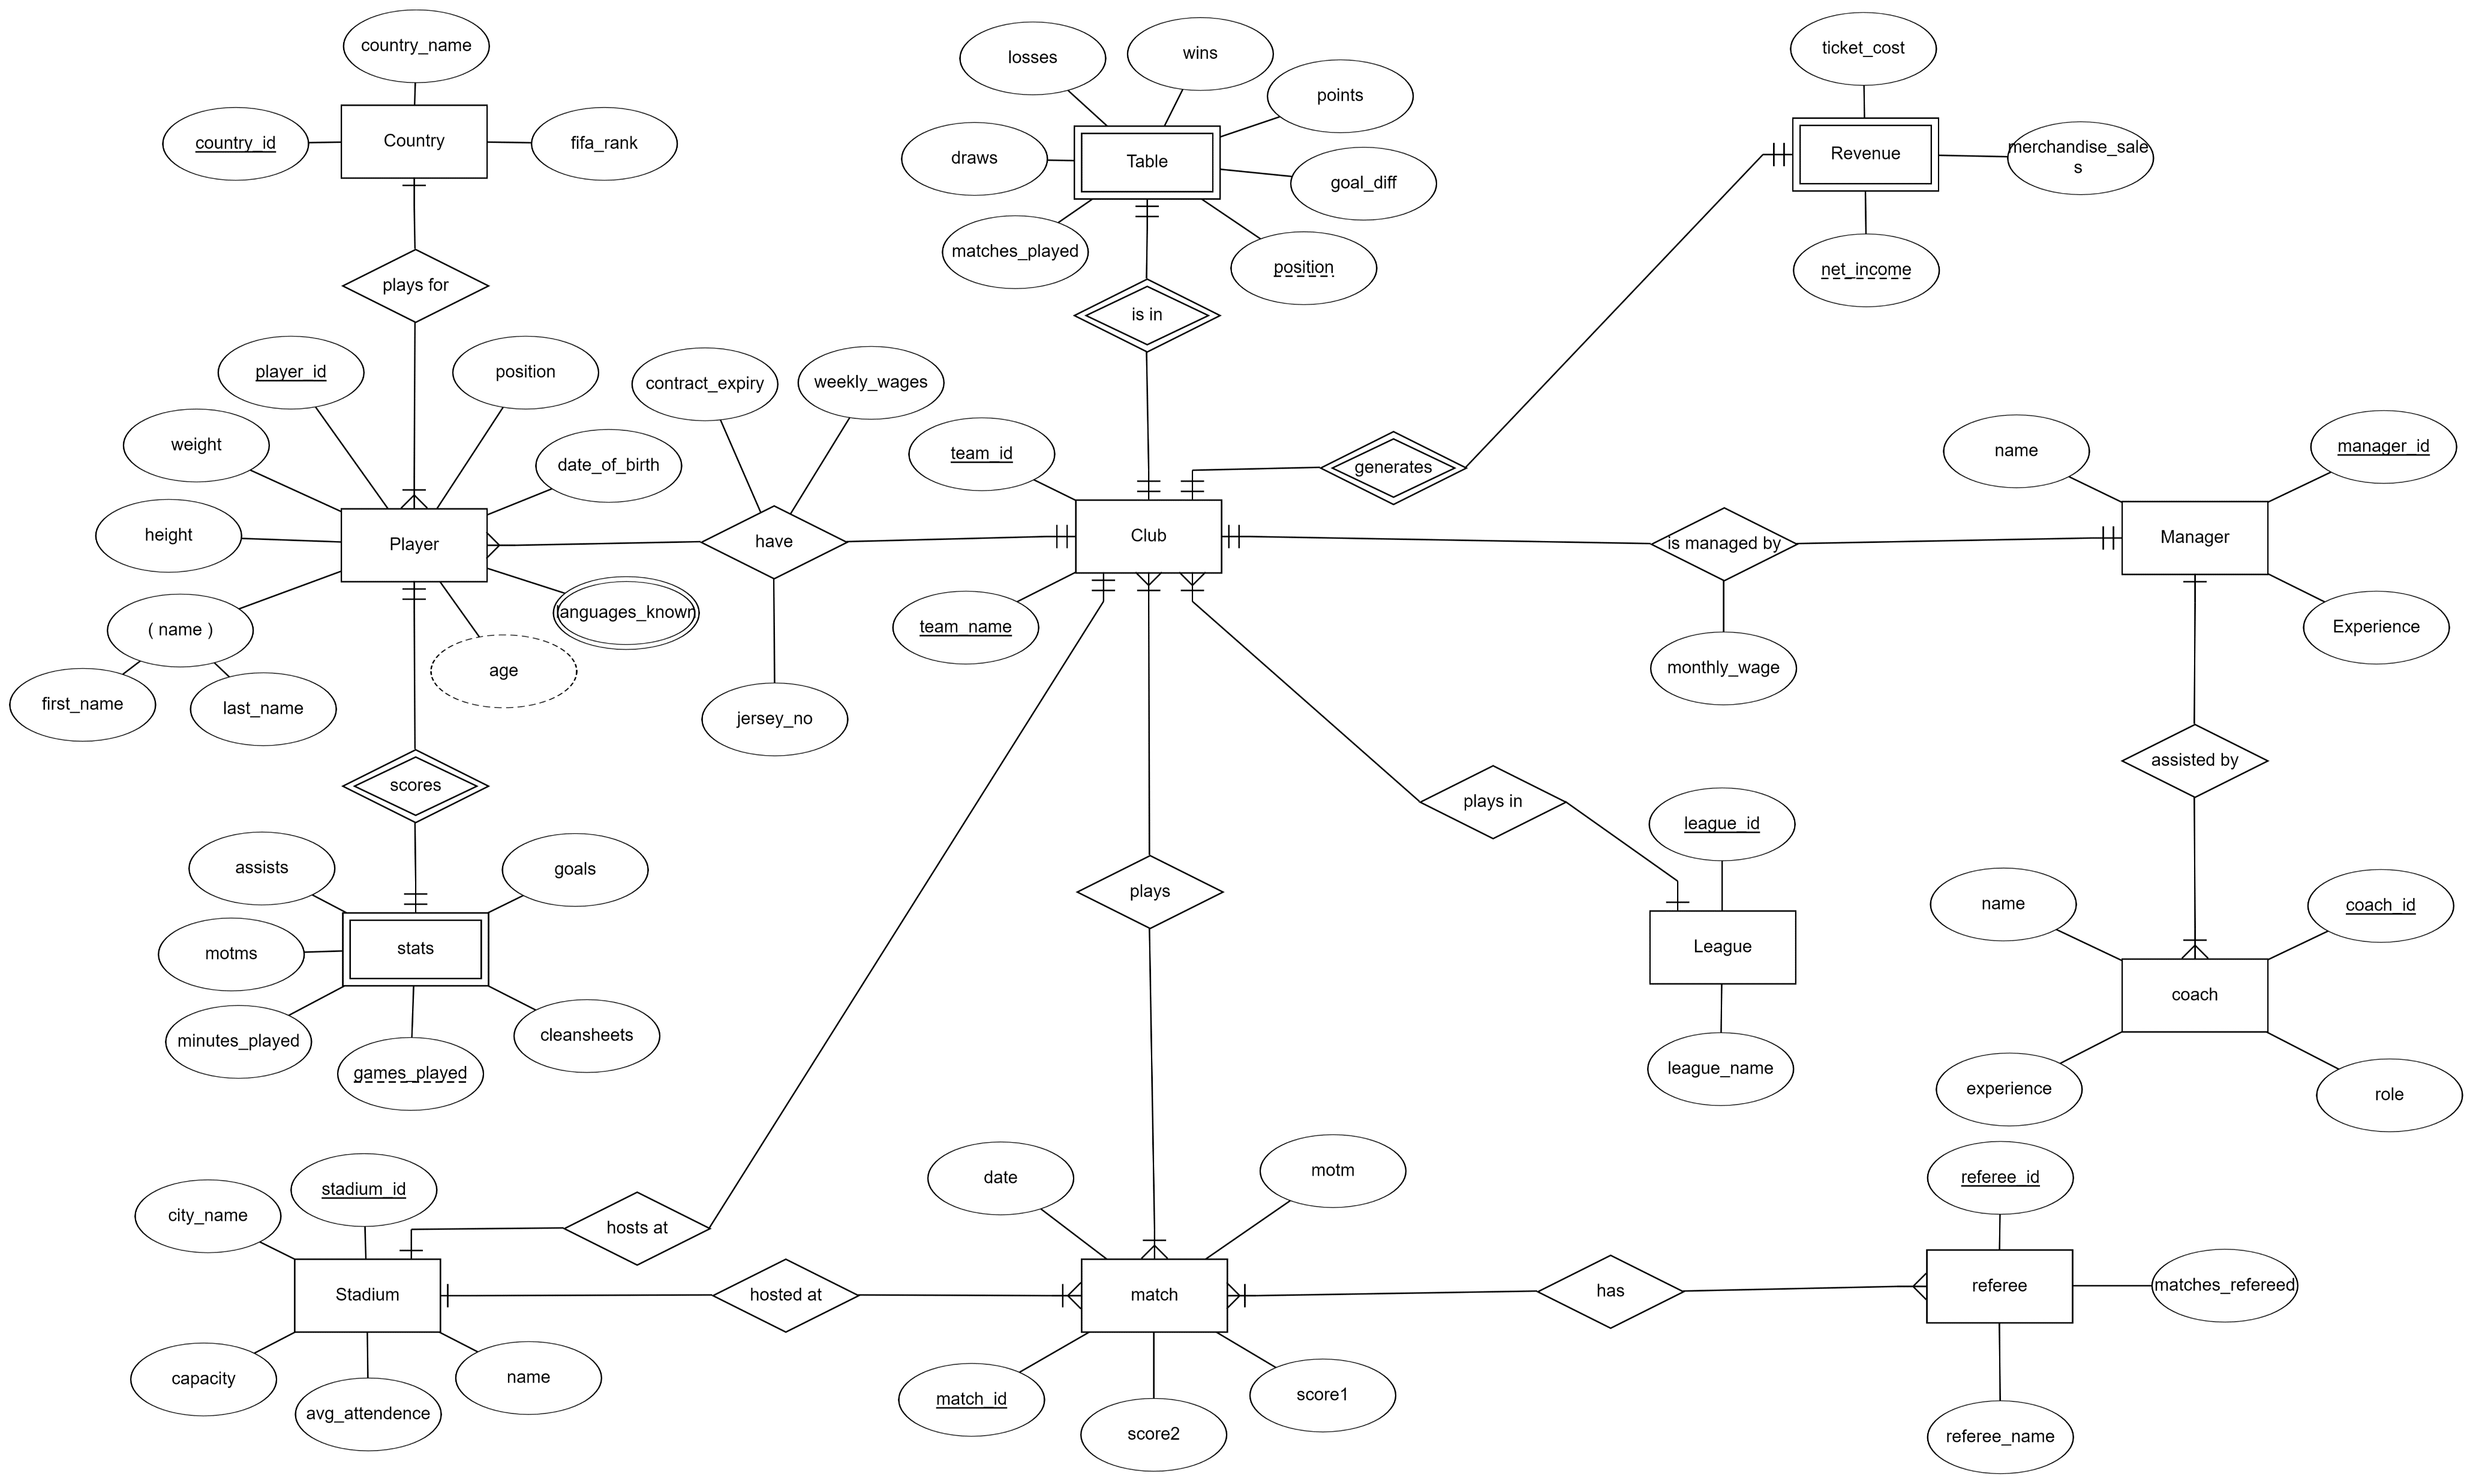 country_name
country_id
Country
fifa_rank
plays for
losses
wins
points
draws
Table
goal_diff
matches_played
position
is in
ticket_cost
Revenue
merchandise_sale
s
net_income
generates
player_id
position
weight
date_of_birth
height
Player
( name )
first_name
last_name
age
languages_known
contract_expiry
weekly_wages
have
jersey_no
team_id
Club
team_name
is managed by
monthly_wage
name
manager_id
Manager
Experience
assisted by
scores
assists
goals
motms
stats
minutes_played
games_played
cleansheets
plays
plays in
league_id
League
league_name
name
coach_id
coach
experience
role
stadium_id
city_name
Stadium
capacity
avg_attendence
name
hosts at
hosted at
date
motm
match
match_id
score2
score1
has
referee_id
referee
matches_refereed
referee_name